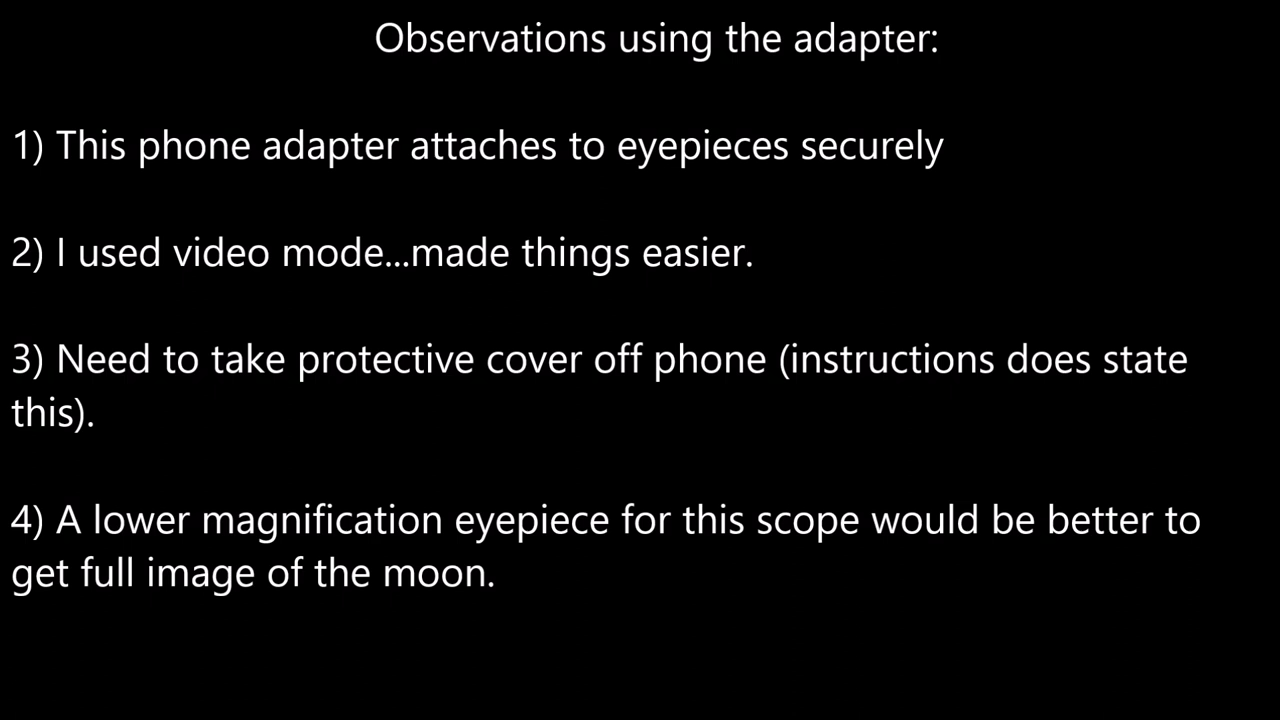 Observations using the adapter:
1) This phone adapter attaches to eyepieces securely
2) I used video mode...made things easier.
3) Need to take protective cover off phone (instructions does state
this).
4) A lower magnification eyepiece for this scope would be better to
get full image of the moon.